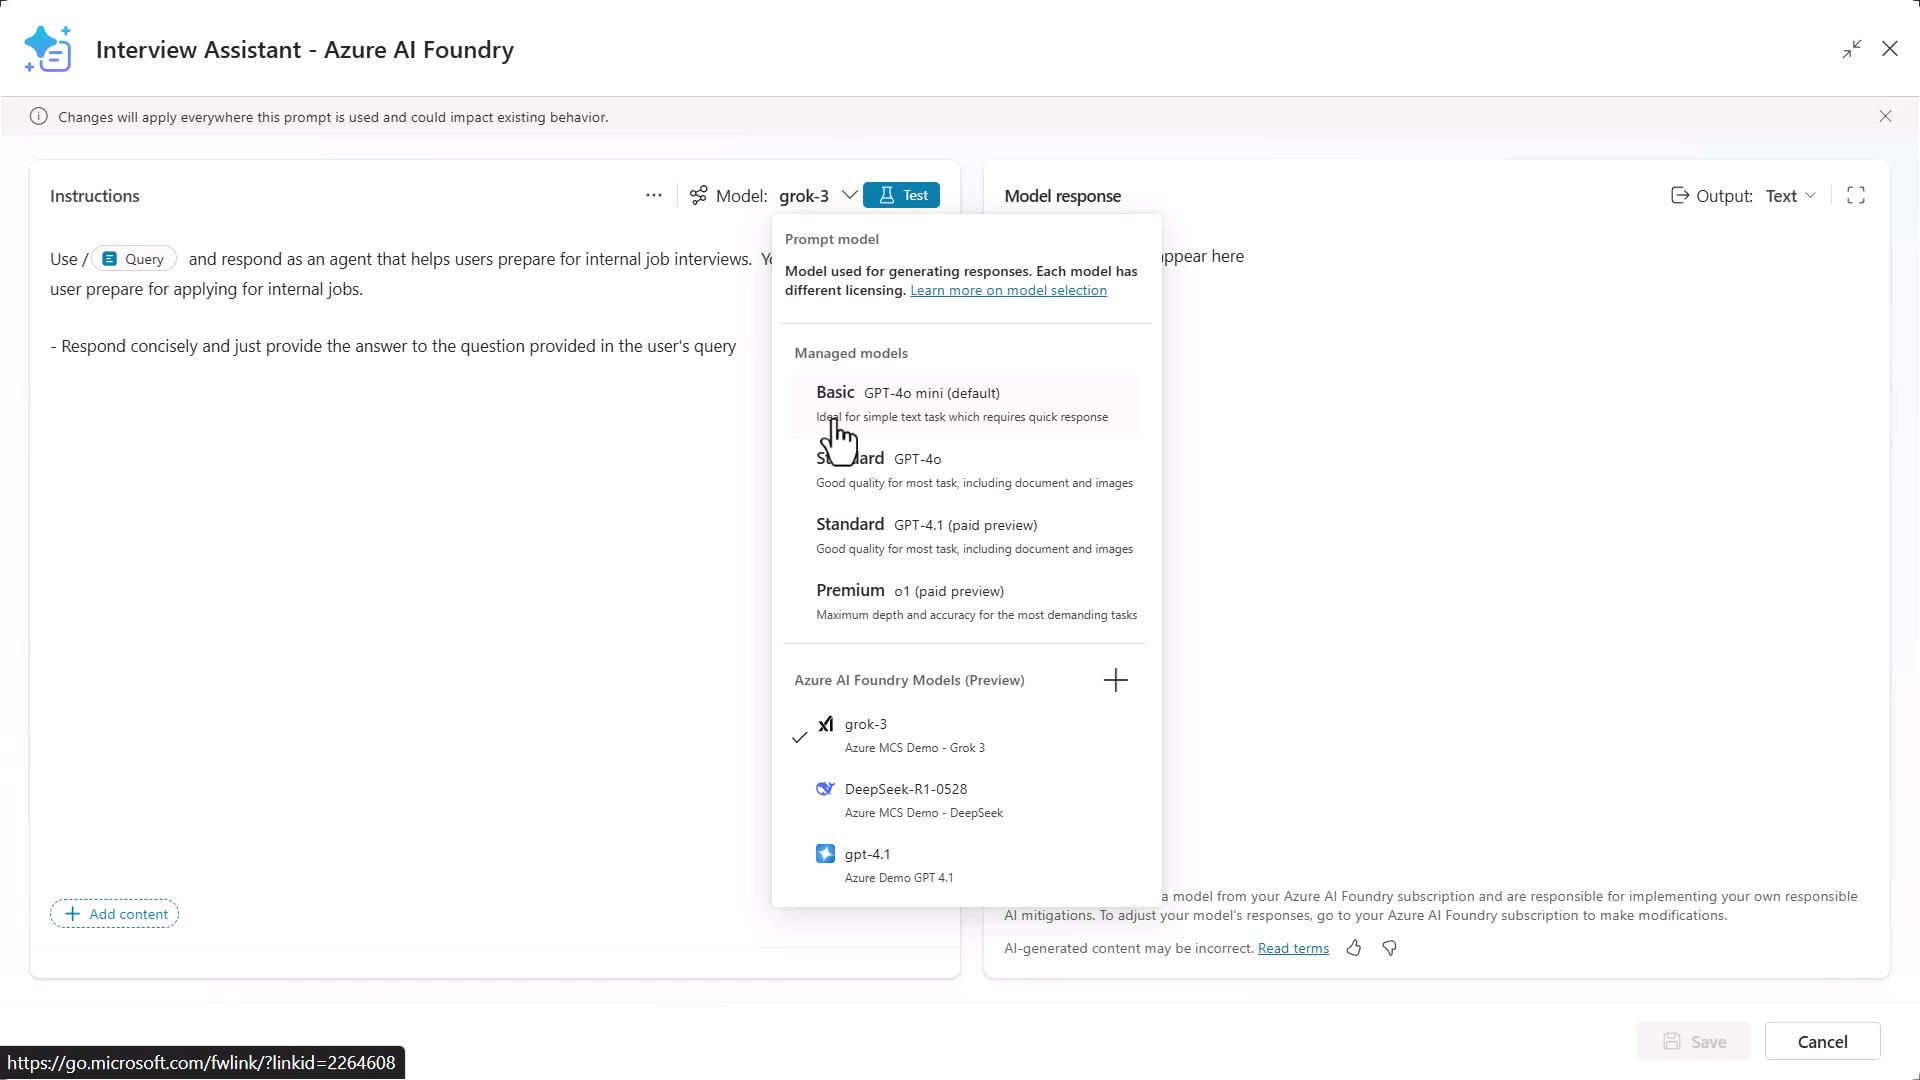 Interview Assistant - Azure AI Foundry
Changes will apply everywhere this prompt is used and could impact existing behavior.
Instructions
Model: grok-3
Test
Use / Query and respond as an agent that helps users prepare for internal job interviews.
user prepare for applying for internal jobs.
- Respond concisely and just provide the answer to the question provided in the user's query
Add content
Prompt model
Model used for generating responses. Each model has
different licensing. Learn more on model selection
Managed models
Basic GPT-4o mini (default)
Ideal for simple text task which requires quick response
Standard GPT-4o
Good quality for most task, including document and images
Standard GPT-4.1 (paid preview)
Good quality for most task, including document and images
Premium o1 (paid preview)
Maximum depth and accuracy for the most demanding tasks
Azure AI Foundry Models (Preview)
grok-3
Azure MCS Demo - Grok 3
DeepSeek-R1-0528
Azure MCS Demo - DeepSeek
gpt-4.1
Azure Demo GPT 4.1
Model response
Output: Text
appear here
a model from your Azure AI Foundry subscription and are responsible for implementing your own responsible
AI mitigations. To adjust your model's responses, go to your Azure AI Foundry subscription to make modifications.
AI-generated content may be incorrect. Read terms
Save
Cancel
https://go.microsoft.com/fwlink/?linkid=2264608